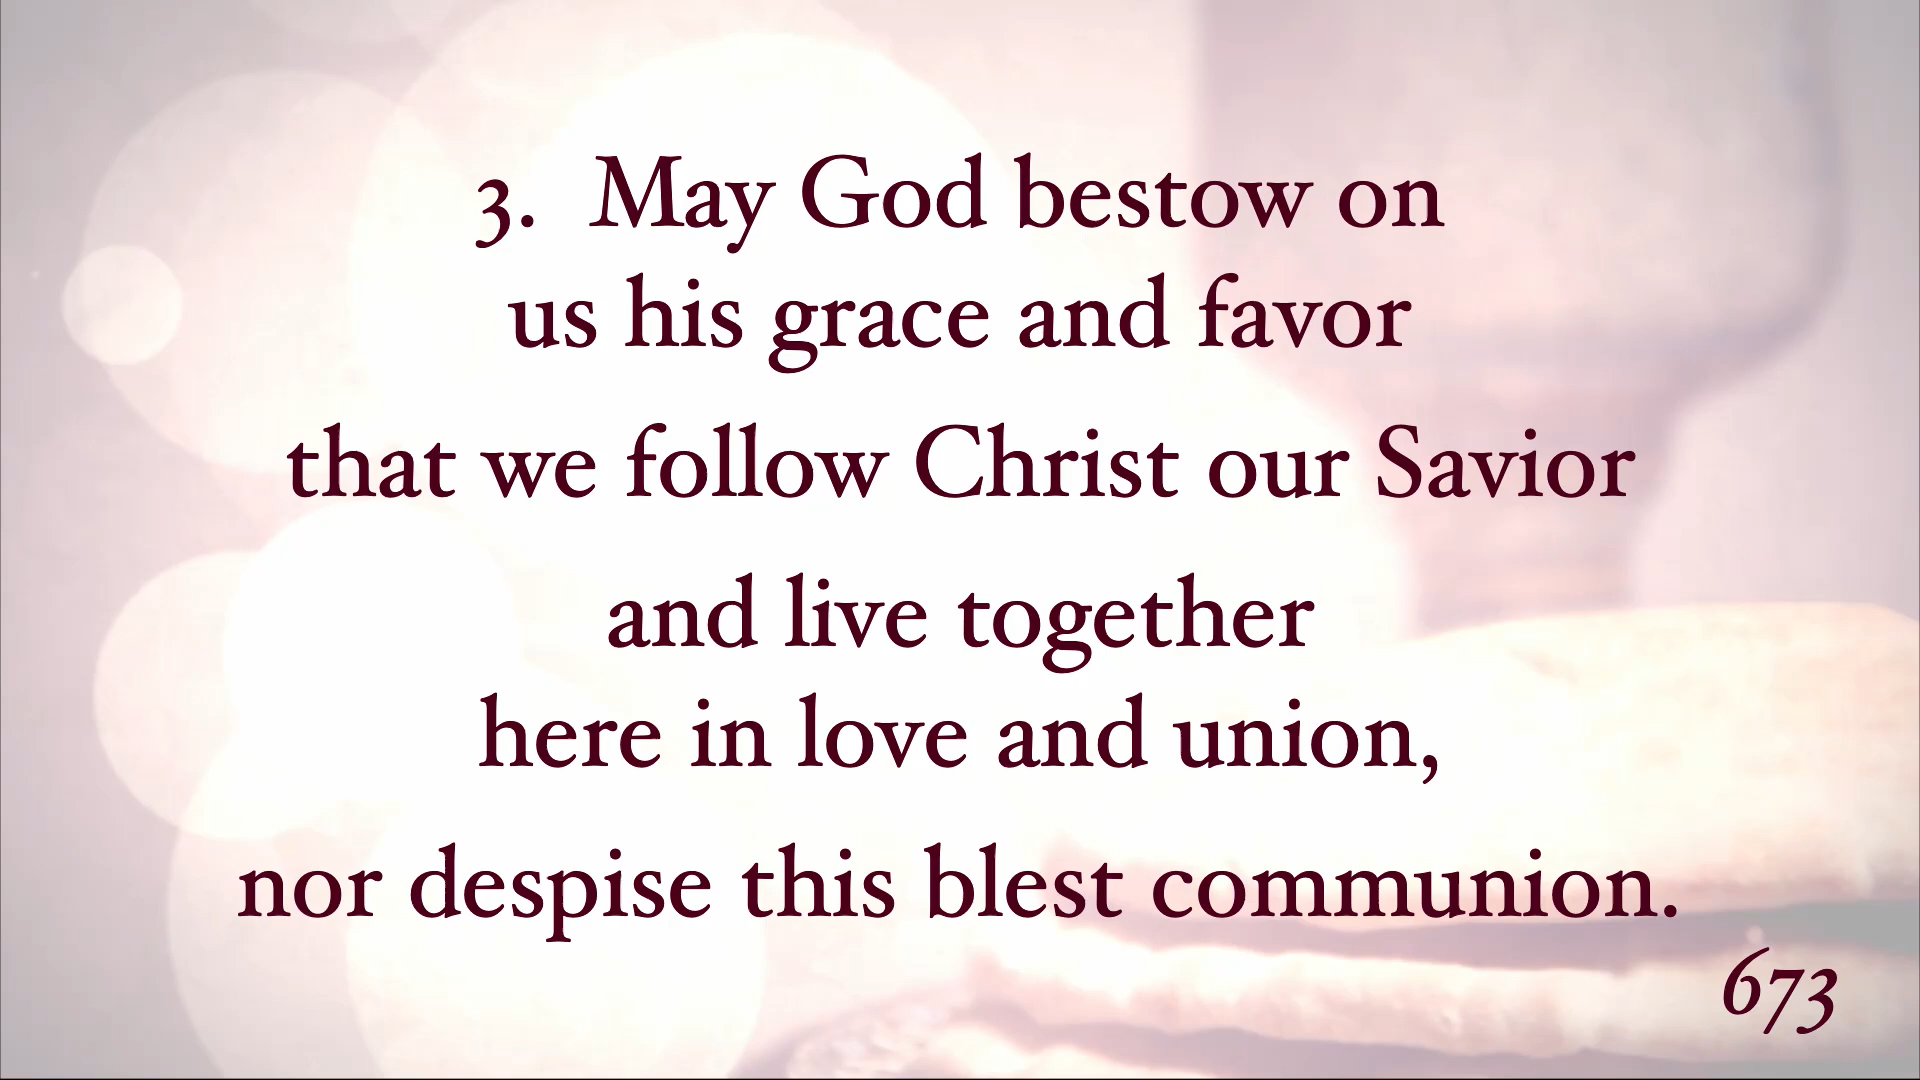 3. May God bestow on
us his grace and favor
that we follow Christ our Savior
and live together
here in love and union,
nor despise this blest communion.
673